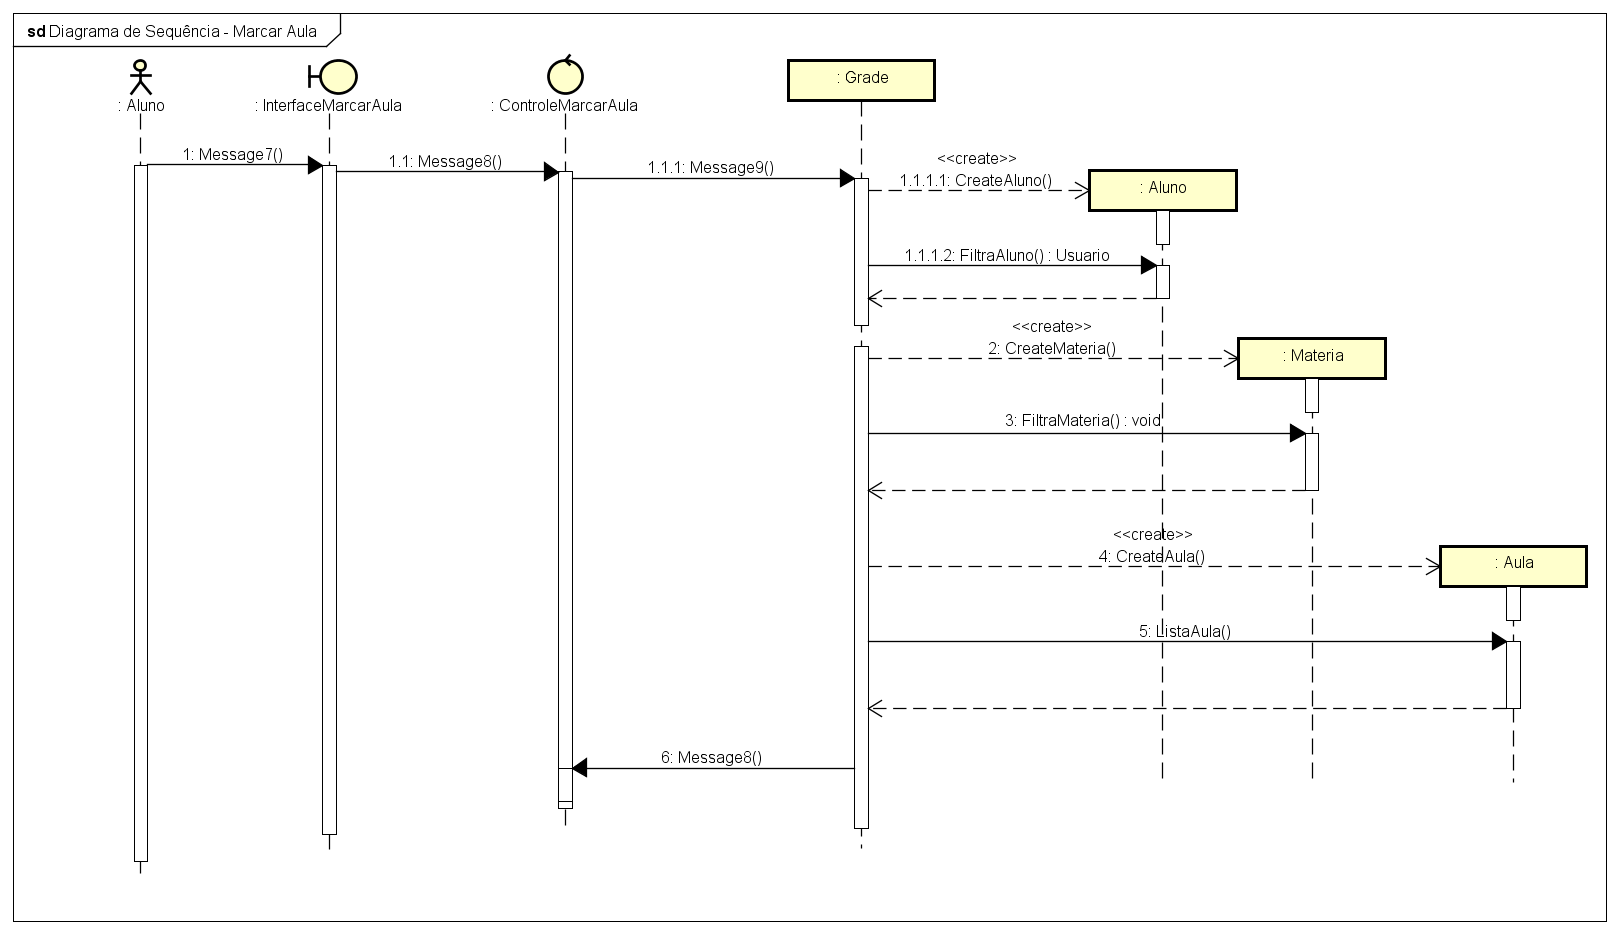 sd Diagrama de Sequência - Marcar Aula
: Aluno
: InterfaceMarcarAula
: ControleMarcarAula
: Grade
1: Message7()
1.1: Message8()
1.1.1: Message9()
<<create>>
1.1.1.1: CreateAluno()
: Aluno
1.1.1.2: FiltraAluno() : Usuario
<<create>>
2: CreateMateria()
: Materia
3: FiltraMateria() : void
<<create>>
4: CreateAula()
: Aula
5: ListaAula()
6: Message8()